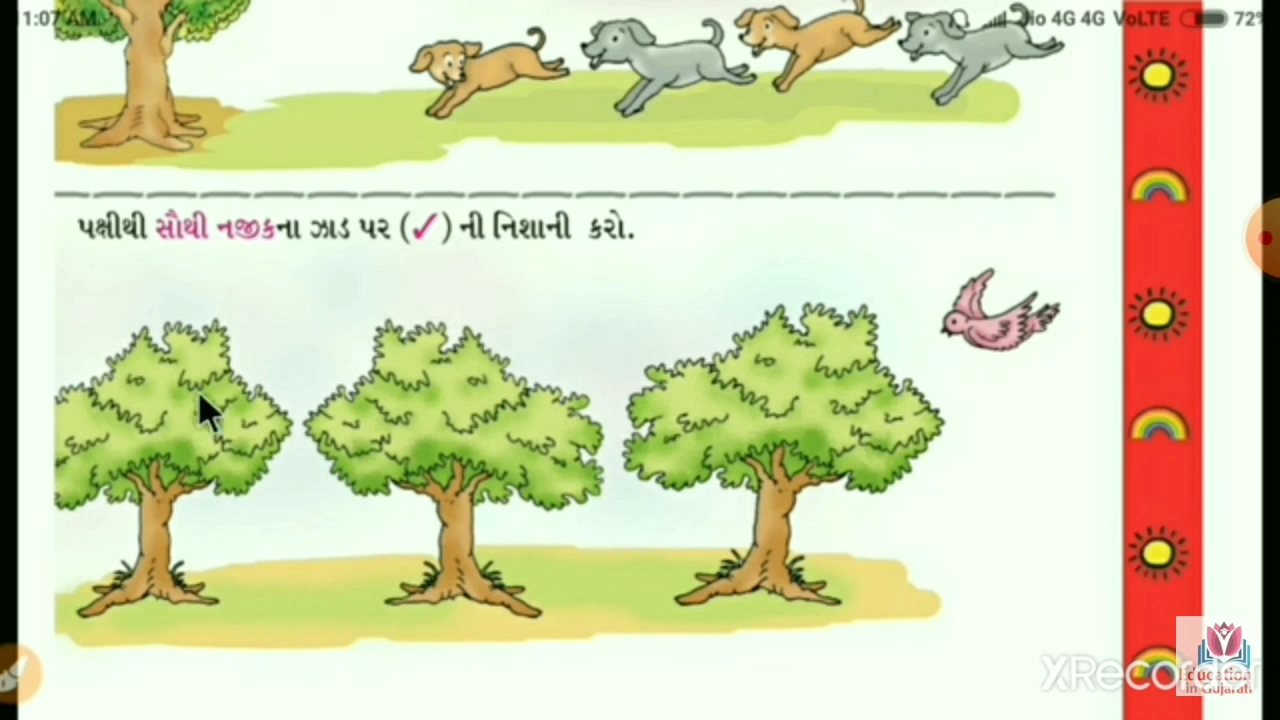 1:07 AM
Jio 4G 4G VoLTE 72%
પક્ષીથી સૌથી નજીકના ઝાડ પર (✓) ની નિશાની કરો.
XRecorder
Education
in Gujarati